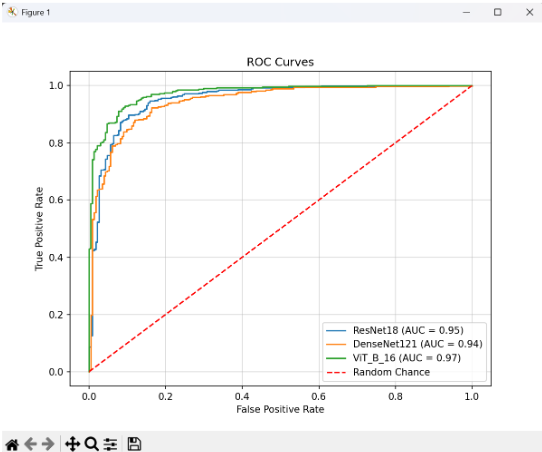 Figure 1
ROC Curves
1.0
0.8
0.6
0.4
0.2
0.0
True Positive Rate
0.0 0.2 0.4 0.6 0.8 1.0
False Positive Rate
ResNet18 (AUC = 0.95)
DenseNet121 (AUC = 0.94)
ViT_B_16 (AUC = 0.97)
Random Chance